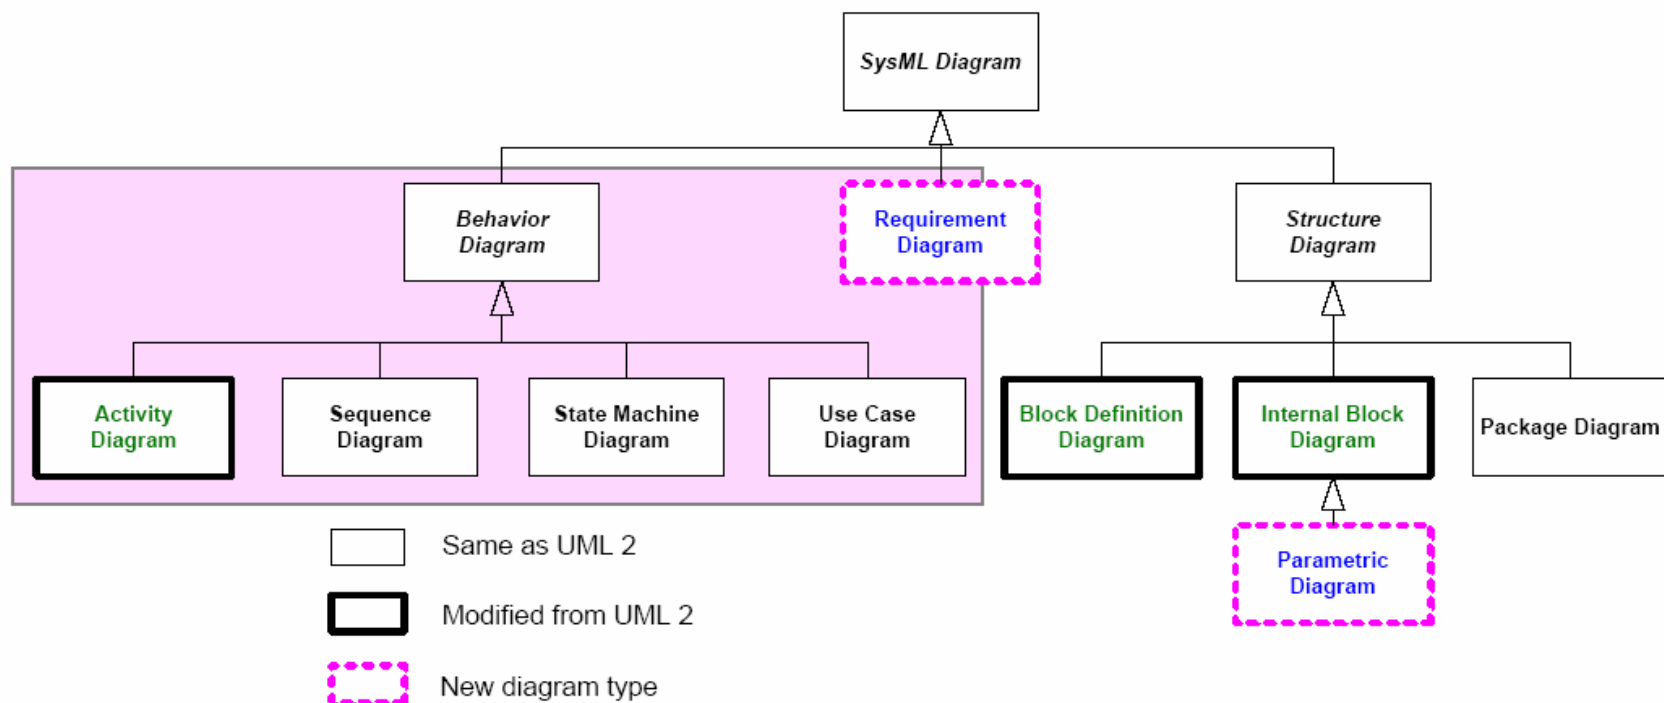 SysML Diagram
Behavior
Diagram
Requirement
Diagram
Structure
Diagram
Activity
Diagram
Sequence
Diagram
State Machine
Diagram
Use Case
Diagram
Block Definition
Diagram
Internal Block
Diagram
Package Diagram
Parametric
Diagram
Same as UML 2
Modified from UML 2
New diagram type